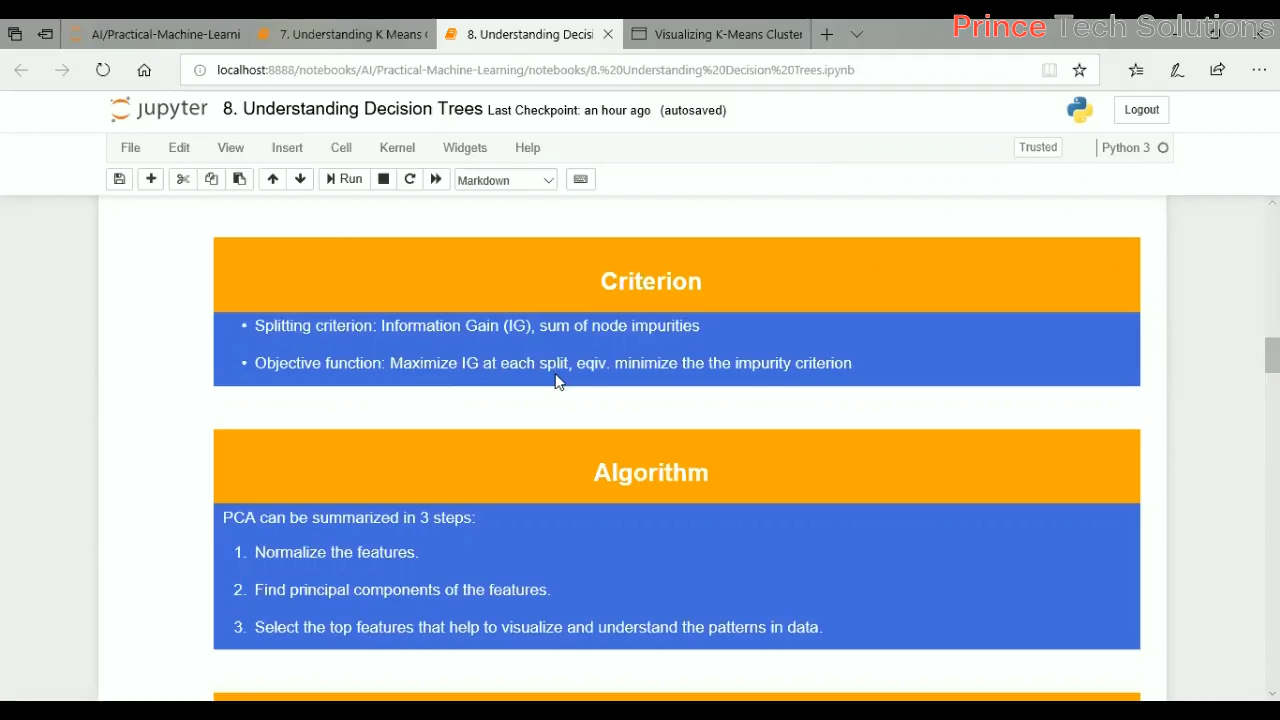 Prince Tech Solutions
AI/Practical-Machine-Learni
7. Understanding K Means C
8. Understanding Decisi
Visualizing K-Means Cluster
localhost:8888/notebooks/AI/Practical-Machine-Learning/notebooks/8.%20Understanding%20Decision%20Trees.ipynb
jupyter 8. Understanding Decision Trees Last Checkpoint: an hour ago (autosaved)
Logout
File Edit View Insert Cell Kernel Widgets Help
Trusted Python 3
Run Markdown
Criterion
• Splitting criterion: Information Gain (IG), sum of node impurities
• Objective function: Maximize IG at each split, eqiv. minimize the the impurity criterion
Algorithm
PCA can be summarized in 3 steps:
1. Normalize the features.
2. Find principal components of the features.
3. Select the top features that help to visualize and understand the patterns in data.